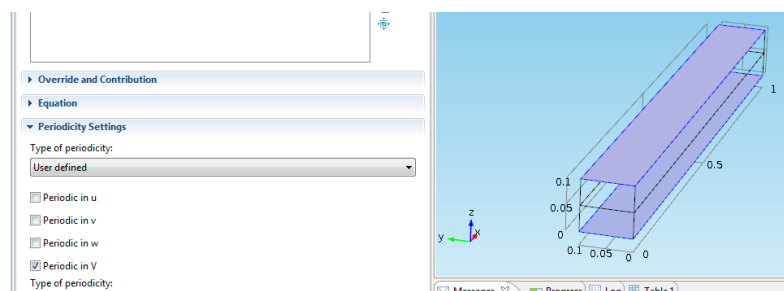 Override and Contribution
Equation
Periodicity Settings
Type of periodicity:
User defined
Periodic in u
Periodic in v
Periodic in w
Periodic in V
Type of periodicity:
1
0.5
0.1
0.05
0
0.1 0.05 0 0
z
y x
Messages Progress Log Table 1